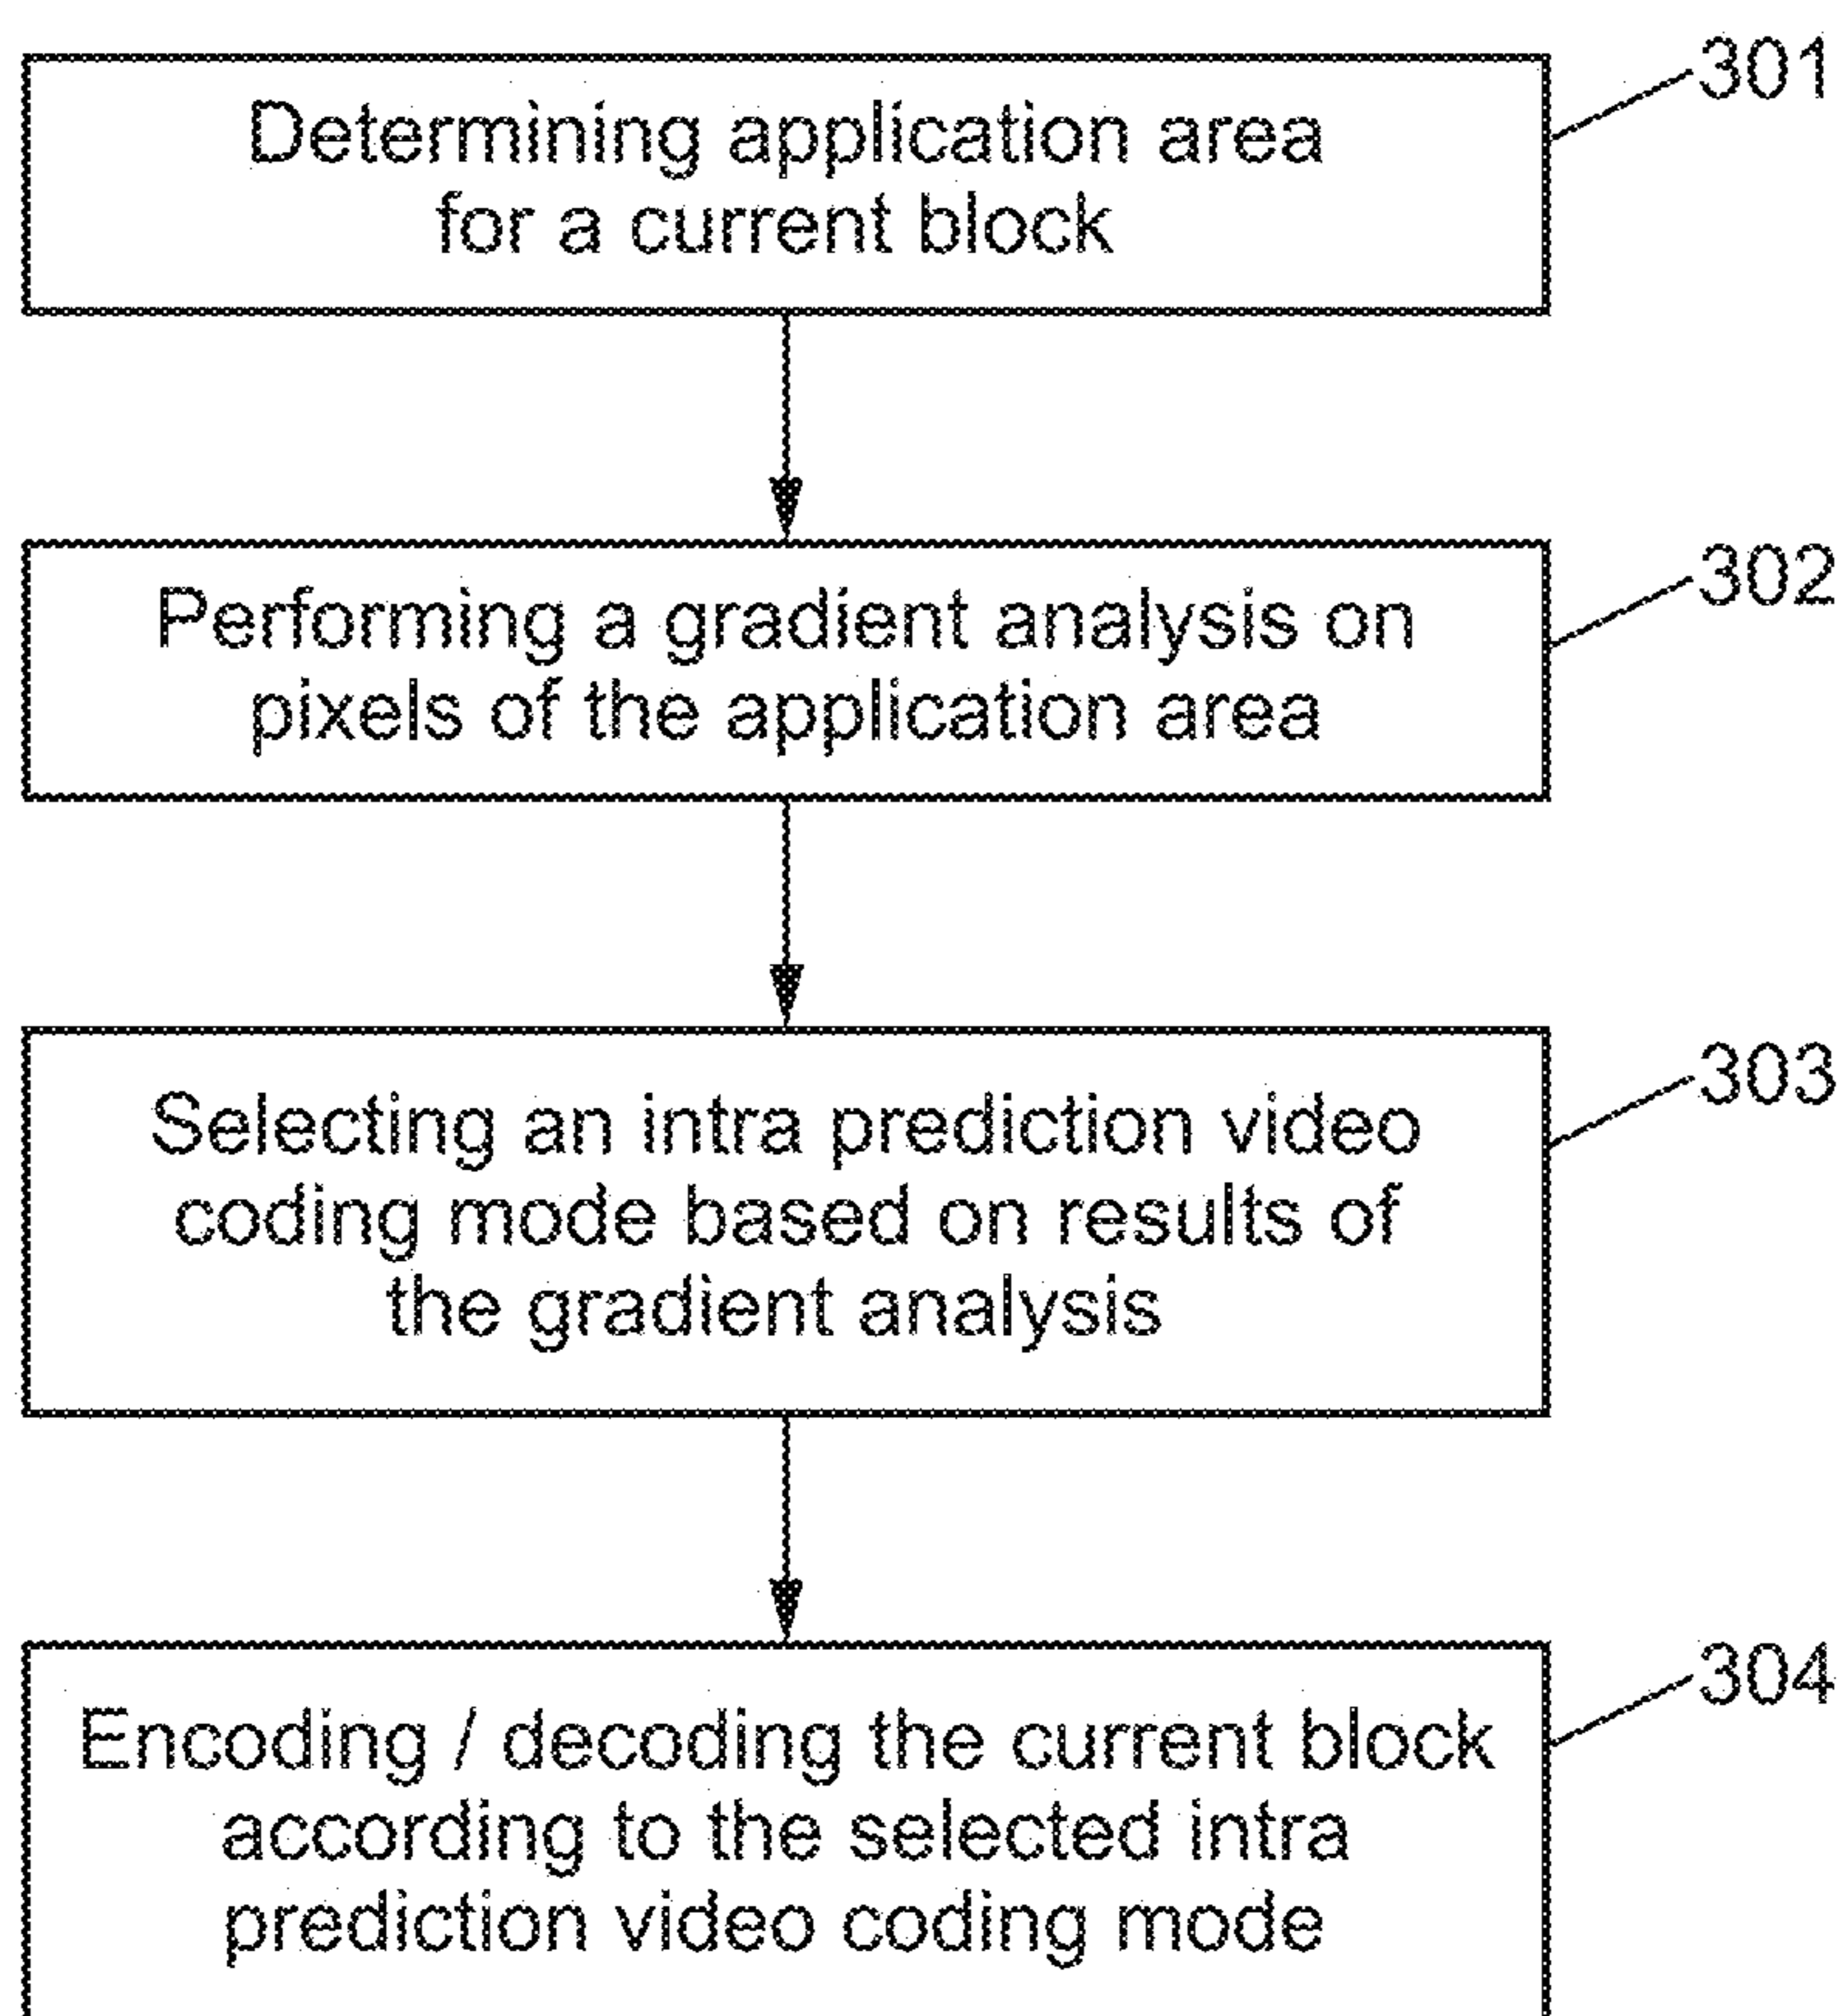 301
Determining application area
for a current block
302
Performing a gradient analysis on
pixels of the application area
303
Selecting an intra prediction video
coding mode based on results of
the gradient analysis
304
Encoding / decoding the current block
according to the selected intra
prediction video coding mode